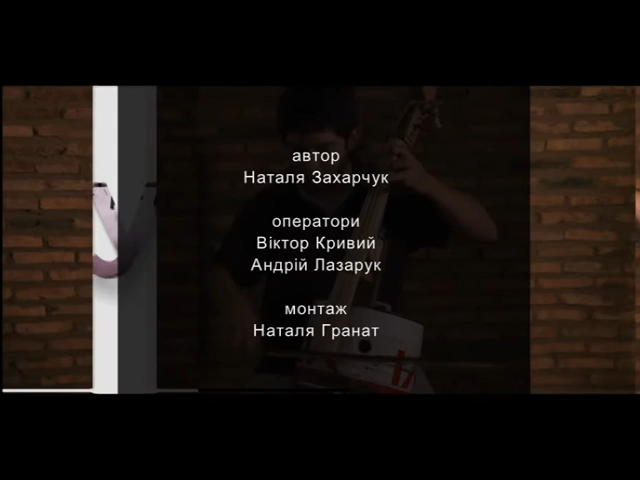 автор
Наталя Захарчук
оператори
Віктор Кривий
Андрій Лазарук
монтаж
Наталя Гранат